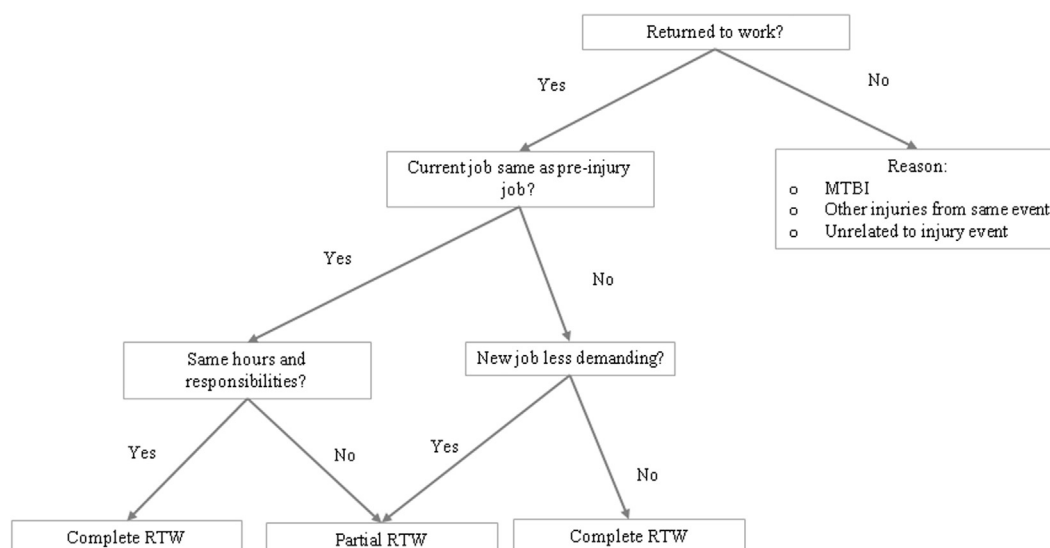 Returned to work?
Yes
No
Current job same as pre-injury
job?
Reason:
o MTBI
o Other injuries from same event
o Unrelated to injury event
Yes
No
Same hours and
responsibilities?
New job less demanding?
Yes
No
Yes
No
Complete RTW
Partial RTW
Complete RTW